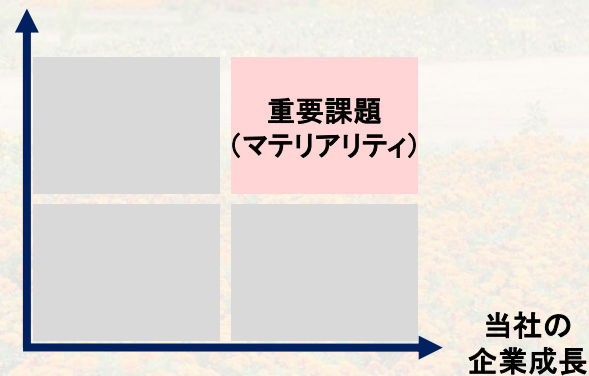 重要課題
（マテリアリティ）
当社の
企業成長